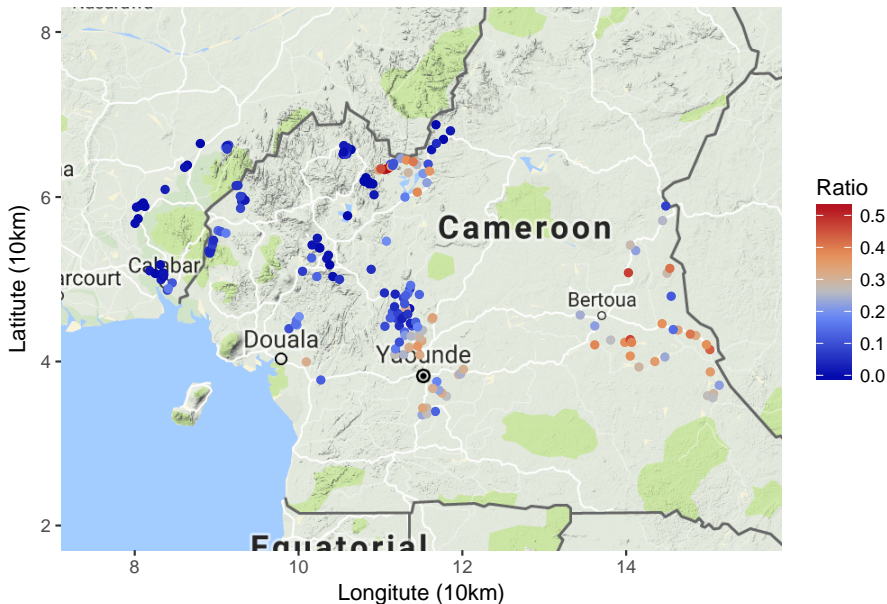 8
6
4
2
Latitute (10km)
8
10
12
14
Longitute (10km)
Cameroon
Calabar
arcourt
Douala
Yaounde
Bertoua
Equatorial
Ratio
0.5
0.4
0.3
0.2
0.1
0.0